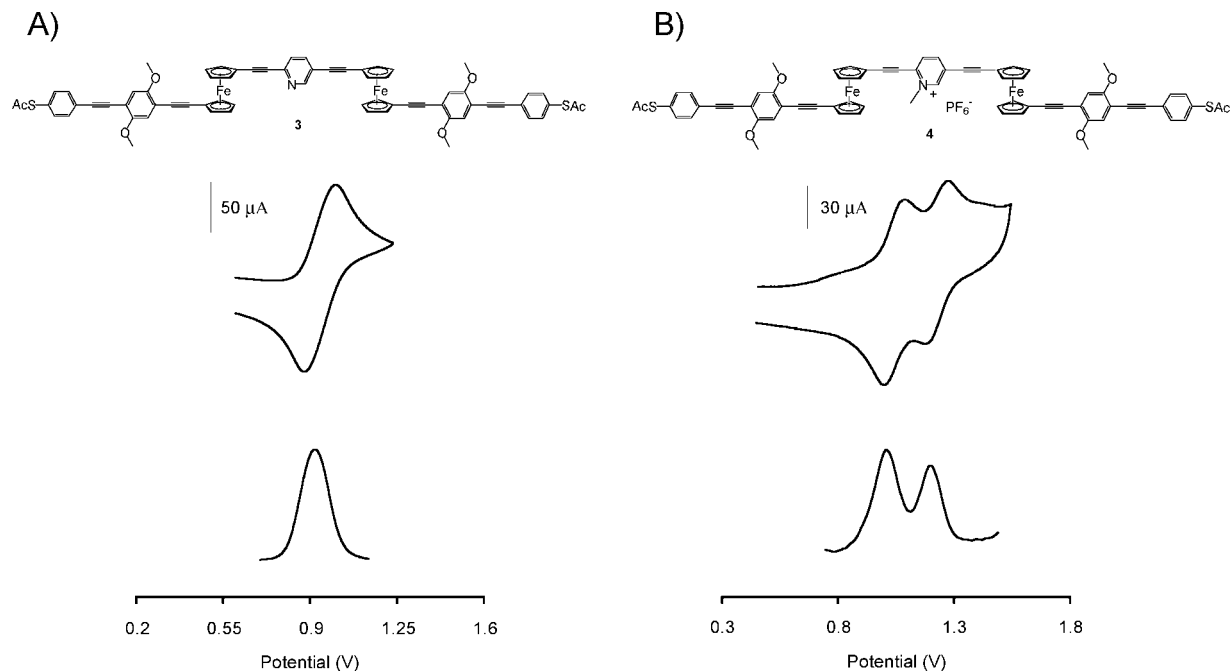 A)
B)
O
N
Fe
Fe
O
AcS
SAc
O
O
3
O
N
+
Fe
Fe
O
AcS
SAc
PF6-
O
O
4
50 μA
30 μA
0.2 0.55 0.9 1.25 1.6
0.3 0.8 1.3 1.8
Potential (V)
Potential (V)